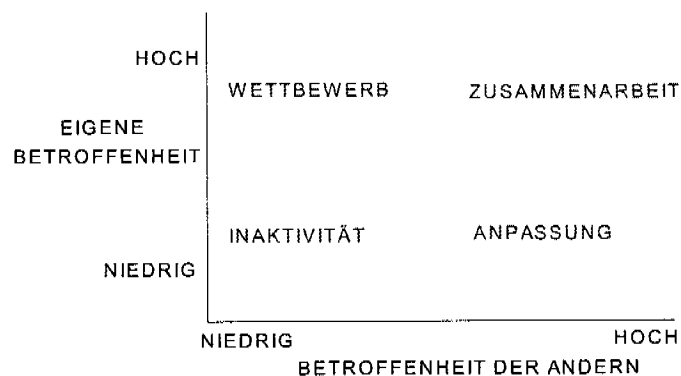 HOCH
WETTBEWERB ZUSAMMENARBEIT
EIGENE
BETROFFENHEIT
INAKTIVITÄT ANPASSUNG
NIEDRIG
NIEDRIG HOCH
BETROFFENHEIT DER ANDERN